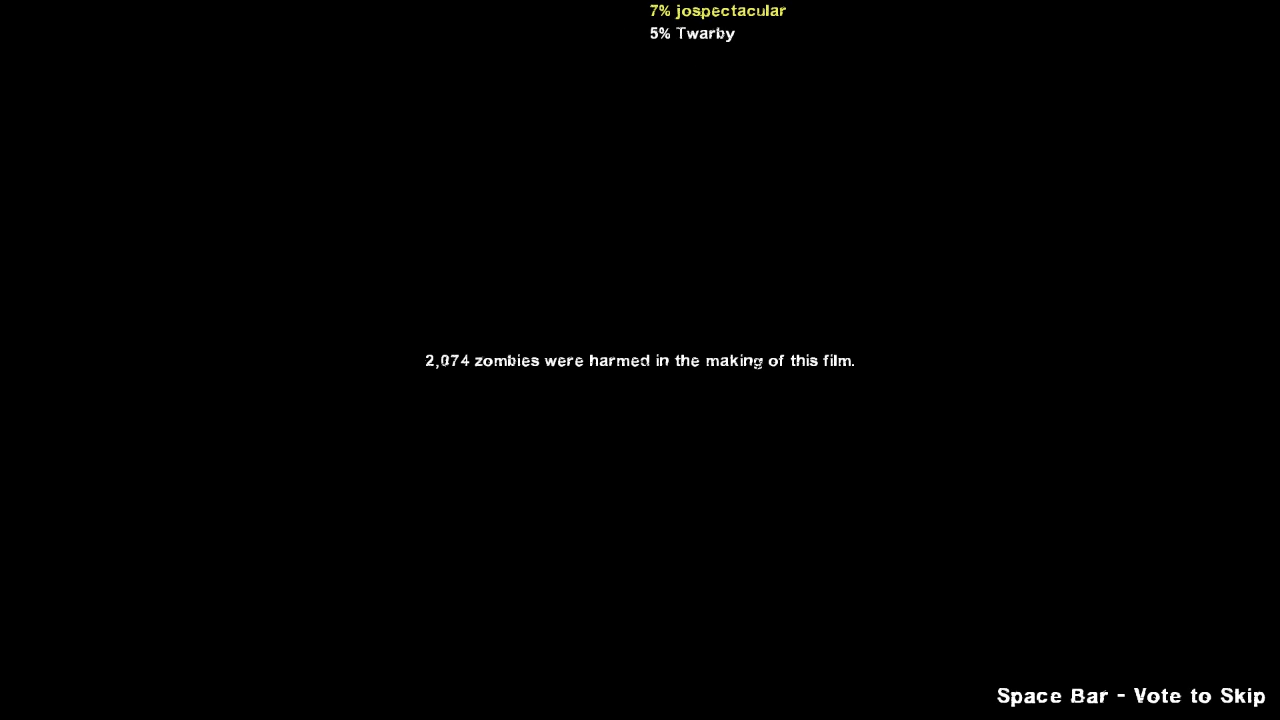 7% jospectacular
5% Twarby
2,074 zombies were harmed in the making of this film.
Space Bar - Vote to Skip